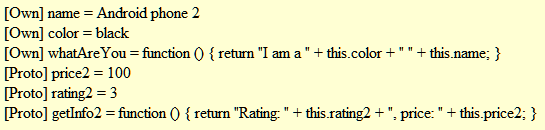 [Own] name = Android phone 2
[Own] color = black
[Own] whatAreYou = function () { return "I am a " + this.color + " " + this.name; }
[Proto] price2 = 100
[Proto] rating2 = 3
[Proto] getInfo2 = function () { return "Rating: " + this.rating2 + ", price: " + this.price2; }